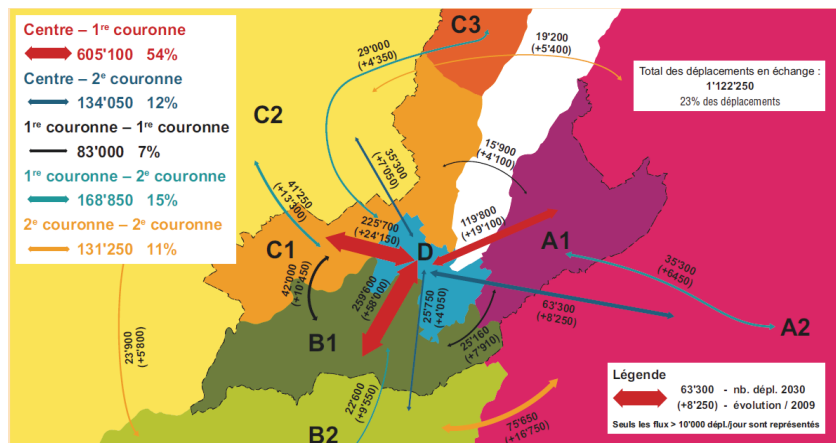 Centre – 1re couronne
605'100 54%
Centre – 2e couronne
134'050 12%
1re couronne – 1re couronne
83'000 7%
1re couronne – 2e couronne
168'850 15%
2e couronne – 2e couronne
131'250 11%
C3
29'000
(+4'350)
19'200
(+5'400)
Total des déplacements en échange :
1'122'250
23% des déplacements
C2
35'300
(+7'050)
15'900
(+4'100)
41'250
(+13'300)
225'700
(+24'150)
119'800
(+19'100)
C1
D
A1
42'000
(+10'450)
259'600
(+58'000)
25'750
(+4'050)
63'300
(+8'250)
35'300
(+6450)
A2
23'900
(+5'800)
B1
25'160
(+7'910)
22'600
(+9'550)
B2
75'650
(+16'750)
Légende
63'300 - nb. dépl. 2030
(+8'250) - évolution / 2009
Seuls les flux > 10'000 dépl./jour sont représentés